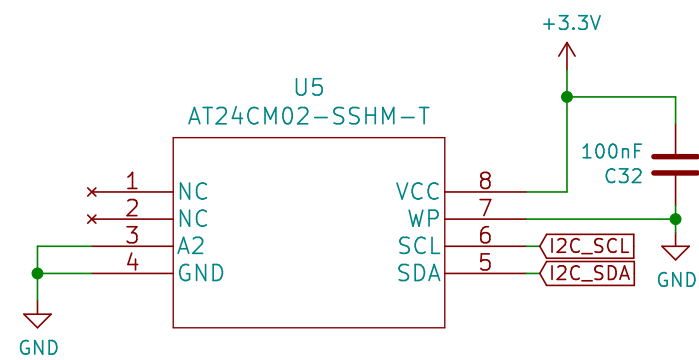 +3.3V
U5
AT24CM02-SSHM-T
100nF
C32
1 NC VCC 8
2 NC WP 7
3 A2 SCL 6 I2C_SCL
4 GND SDA 5 I2C_SDA
GND
GND